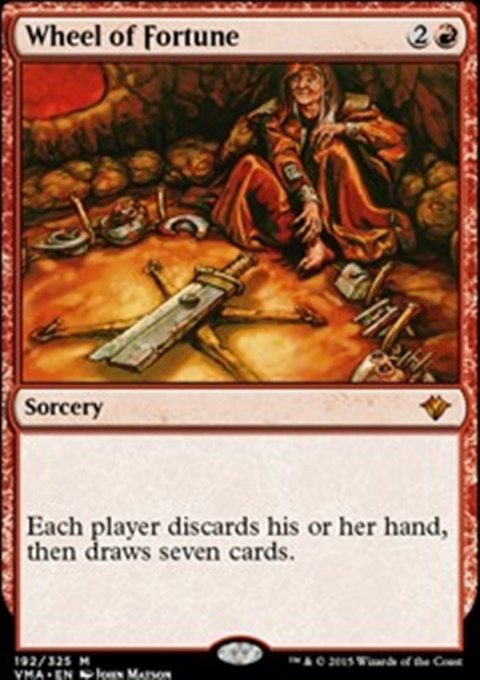 Wheel of Fortune 2
Sorcery
Each player discards his or her hand,
then draws seven cards.
192/325 M
VMA • EN John Matson
™ & © 2015 Wizards of the Coast